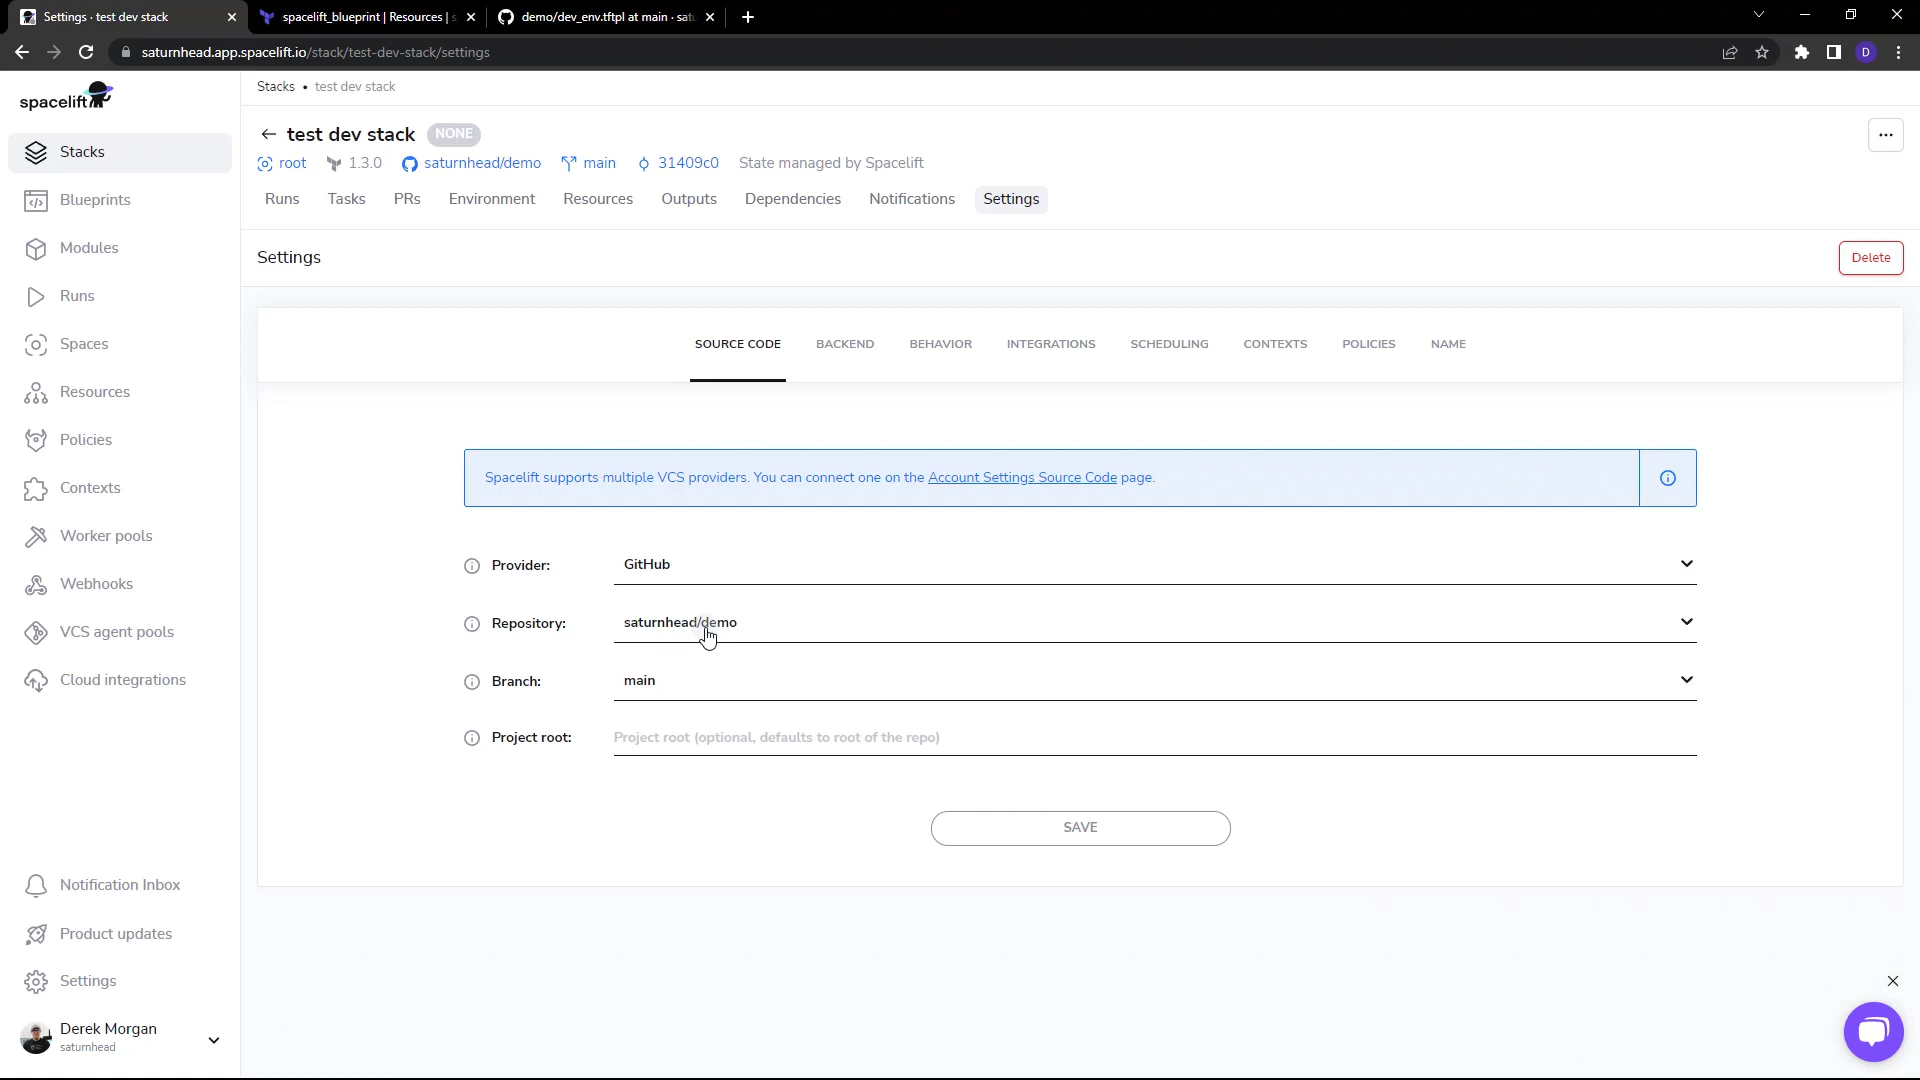 Settings · test dev stack
spacelift_blueprint | Resources | s
demo/dev_env.tftpl at main · satu
saturnhead.app.spacelift.io/stack/test-dev-stack/settings
D
spacelift
Stacks
Blueprints
Modules
Runs
Spaces
Resources
Policies
Contexts
Worker pools
Webhooks
VCS agent pools
Cloud integrations
Notification Inbox
Product updates
Settings
Derek Morgan
saturnhead
Stacks • test dev stack
test dev stack NONE
root 1.3.0 saturnhead/demo main 31409c0 State managed by Spacelift
Runs Tasks PRs Environment Resources Outputs Dependencies Notifications Settings
Settings
Delete
SOURCE CODE BACKEND BEHAVIOR INTEGRATIONS SCHEDULING CONTEXTS POLICIES NAME
Spacelift supports multiple VCS providers. You can connect one on the Account Settings Source Code page.
Provider: GitHub
Repository: saturnhead/demo
Branch: main
Project root: Project root (optional, defaults to root of the repo)
SAVE